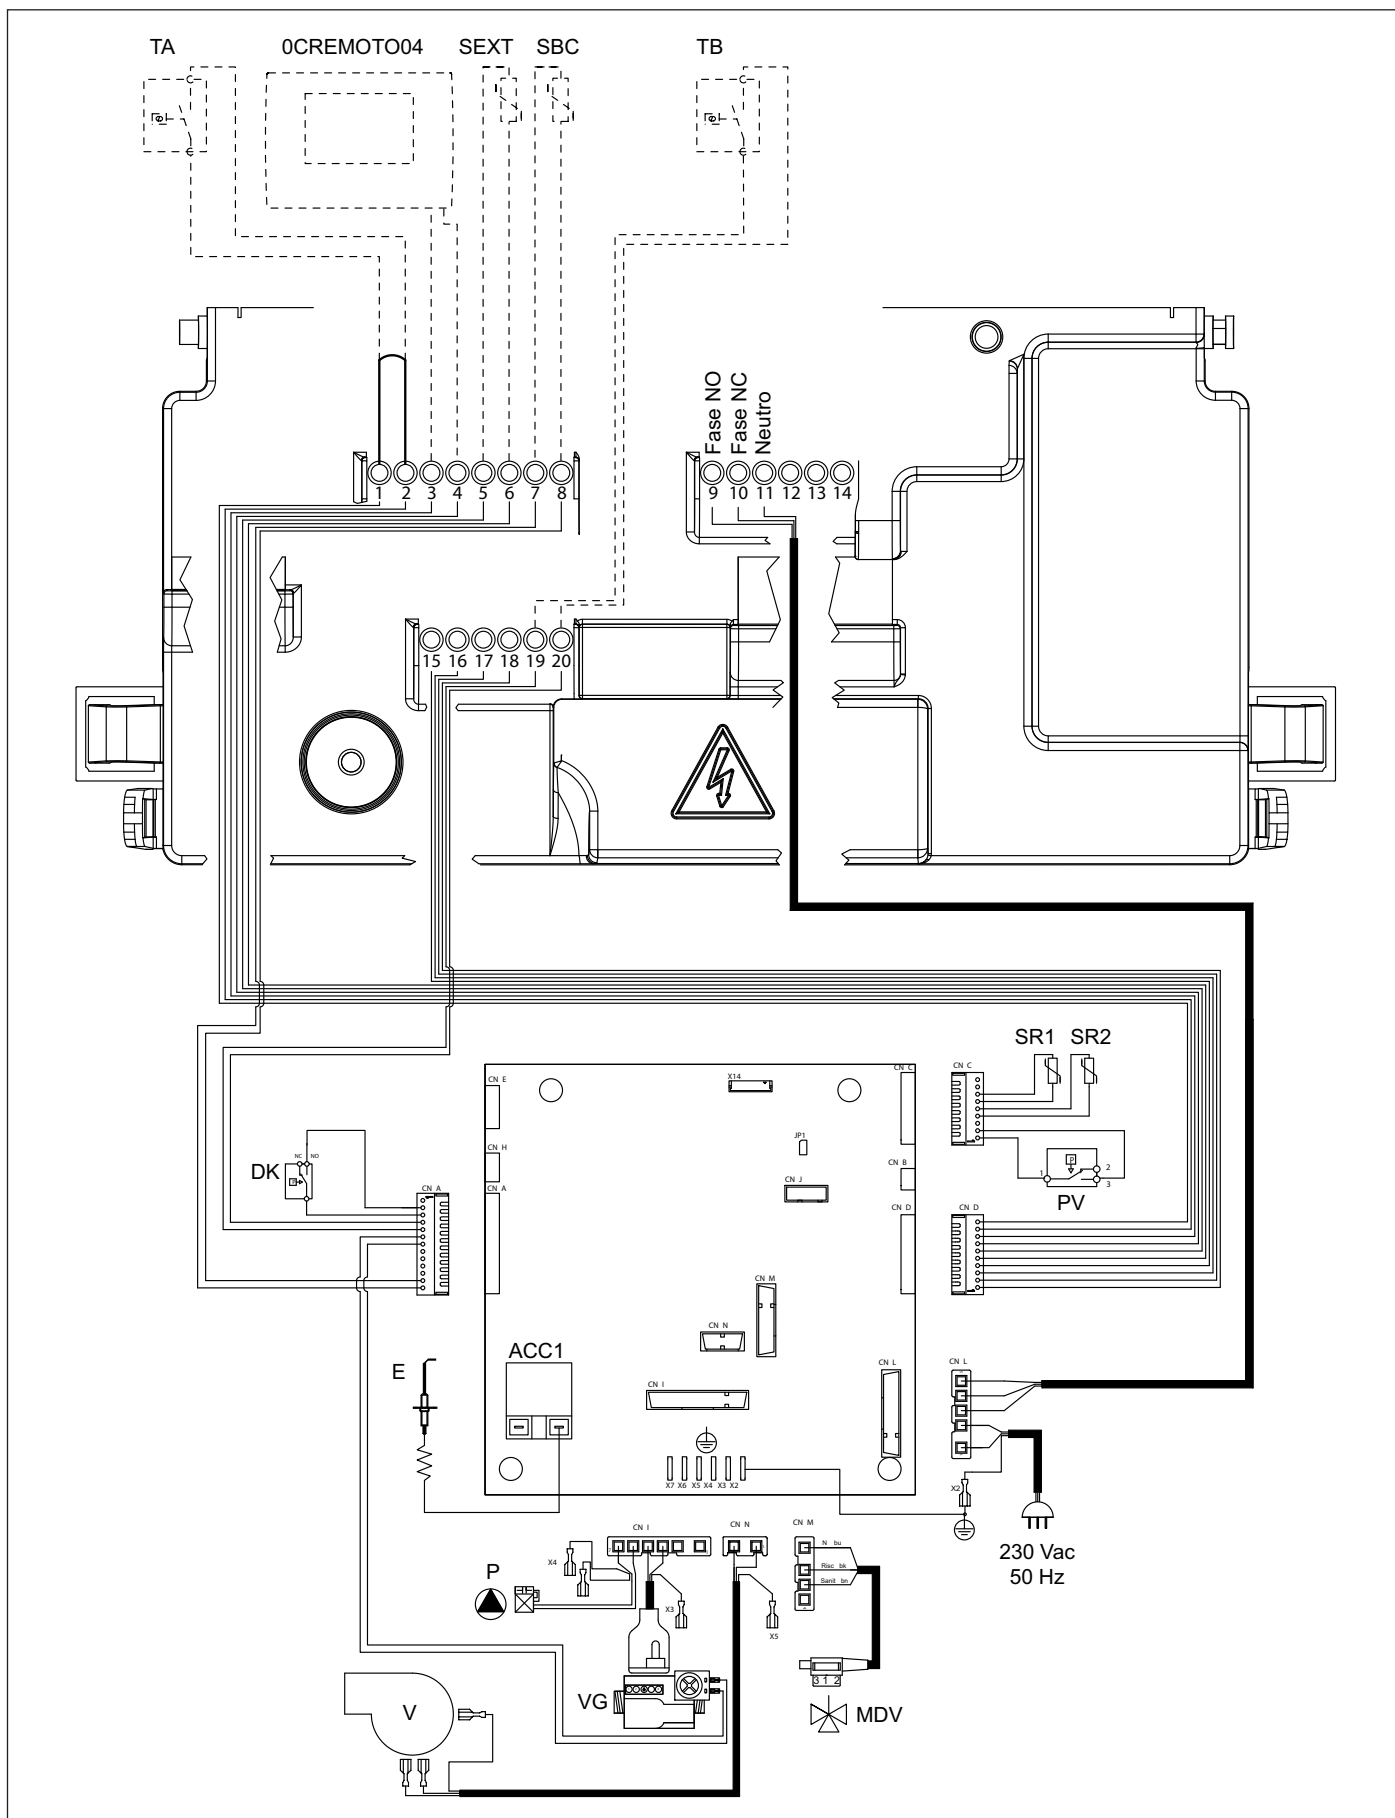 TA 0CREMOTO04 SEXT SBC TB
Fase NO
Fase NC
Neutro
1 2 3 4 5 6 7 8
9 10 11 12 13 14
15 16 17 18 19 20
SR1 SR2
CN E
X14
CN C
CN C
JP1
CN H
CN B
NC NO
DK
P
1 2 3
PV
CN A
CN A
CN J
CN D
CN D
CN M
CN N
ACC1
E
CN L
CN L
CN I
X7 X6 X5 X4 X3 X2
X2
230 Vac
50 Hz
CN I
CN N
CN M
N bu
Risc bk
Sanit bn
X4
P
X3
X5
3 1 2
VG
V
MDV